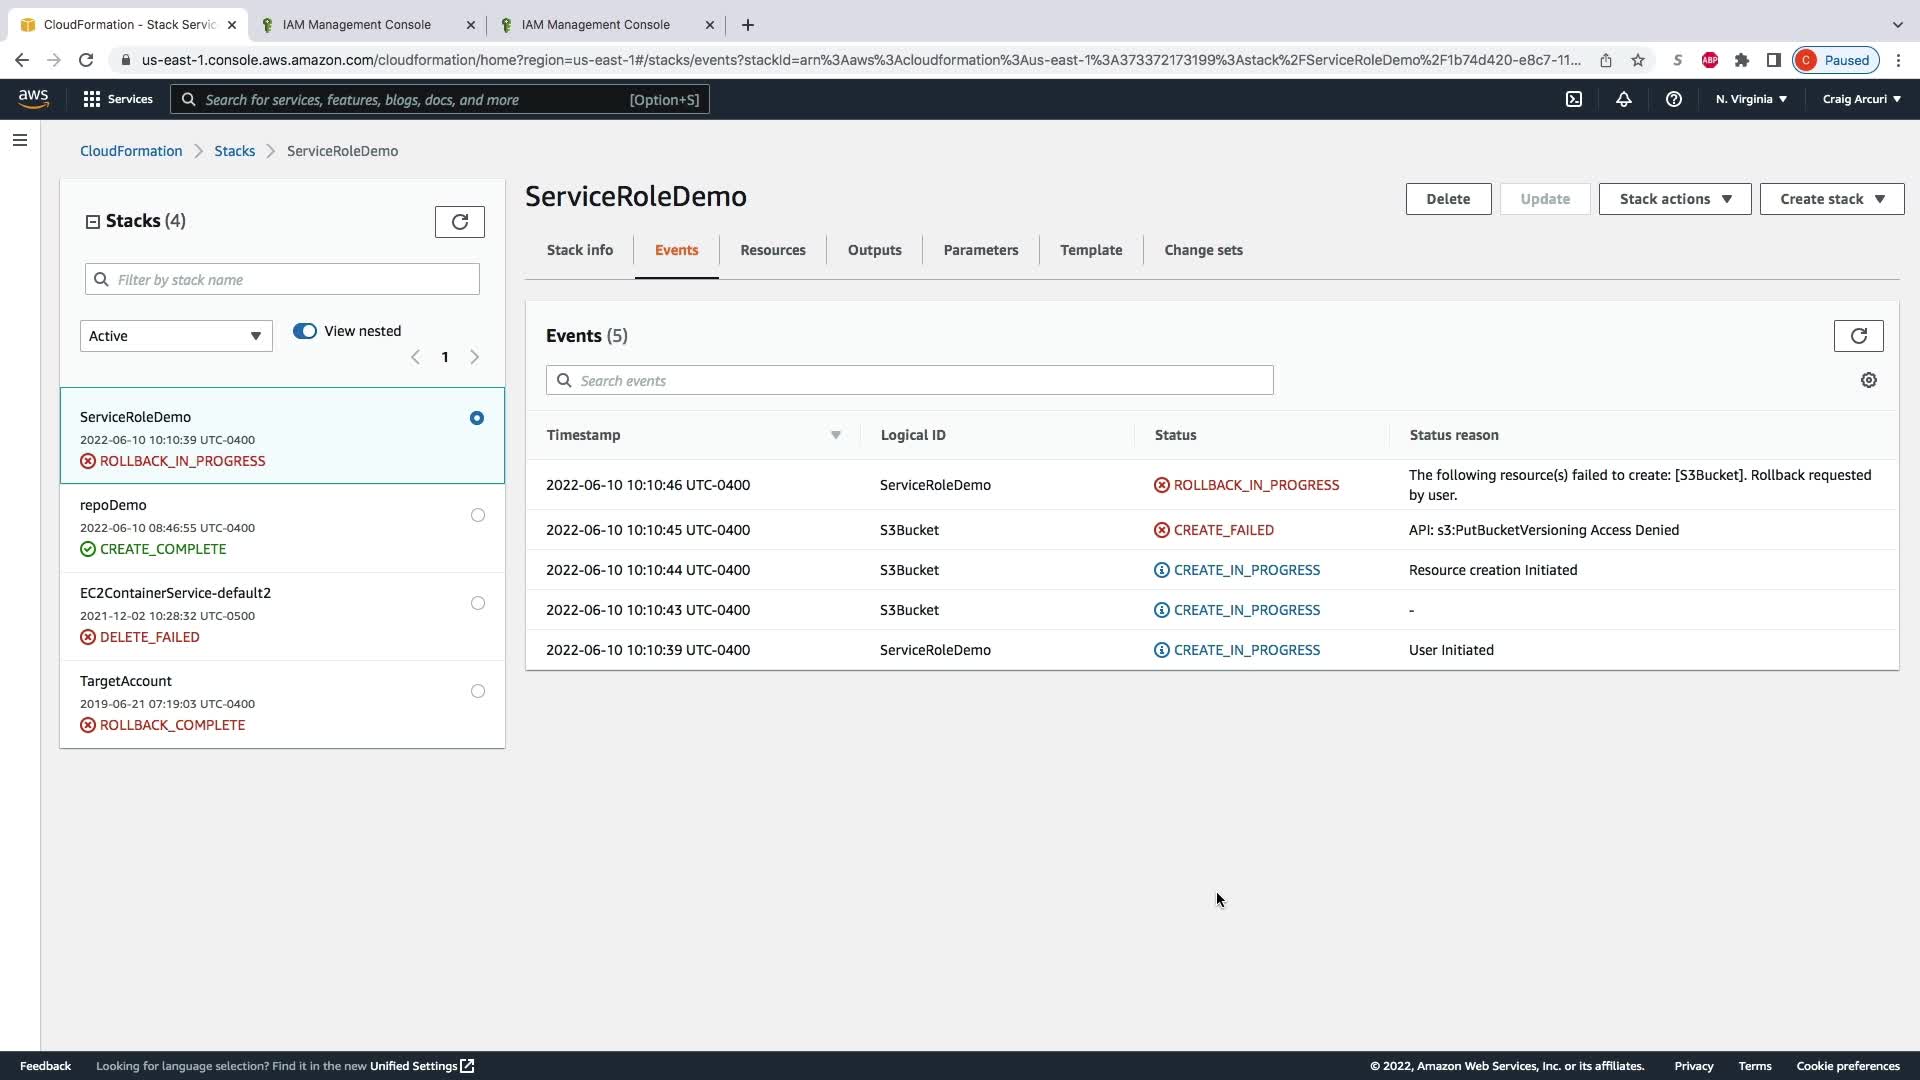 CloudFormation - Stack Servic
IAM Management Console
IAM Management Console
us-east-1.console.aws.amazon.com/cloudformation/home?region=us-east-1#/stacks/events?stackId=arn%3Aaws%3Acloudformation%3Aus-east-1%3A373372173199%3Astack%2FServiceRoleDemo%2F1b74d420-e8c7-11...
S
ABP
C Paused
aws
Services
Search for services, features, blogs, docs, and more [Option+S]
N. Virginia
Craig Arcuri
CloudFormation
Stacks
ServiceRoleDemo
Stacks (4)
Filter by stack name
Active
View nested
1
ServiceRoleDemo
2022-06-10 10:10:39 UTC-0400
ROLLBACK_IN_PROGRESS
repoDemo
2022-06-10 08:46:55 UTC-0400
CREATE_COMPLETE
EC2ContainerService-default2
2021-12-02 10:28:32 UTC-0500
DELETE_FAILED
TargetAccount
2019-06-21 07:19:03 UTC-0400
ROLLBACK_COMPLETE
ServiceRoleDemo
Delete
Update
Stack actions
Create stack
Stack info
Events
Resources
Outputs
Parameters
Template
Change sets
Events (5)
Search events
Timestamp Logical ID Status Status reason
2022-06-10 10:10:46 UTC-0400 ServiceRoleDemo ROLLBACK_IN_PROGRESS The following resource(s) failed to create: [S3Bucket]. Rollback requested
by user.
2022-06-10 10:10:45 UTC-0400 S3Bucket CREATE_FAILED API: s3:PutBucketVersioning Access Denied
2022-06-10 10:10:44 UTC-0400 S3Bucket CREATE_IN_PROGRESS Resource creation Initiated
2022-06-10 10:10:43 UTC-0400 S3Bucket CREATE_IN_PROGRESS -
2022-06-10 10:10:39 UTC-0400 ServiceRoleDemo CREATE_IN_PROGRESS User Initiated
Feedback
Looking for language selection? Find it in the new Unified Settings
© 2022, Amazon Web Services, Inc. or its affiliates.
Privacy
Terms
Cookie preferences